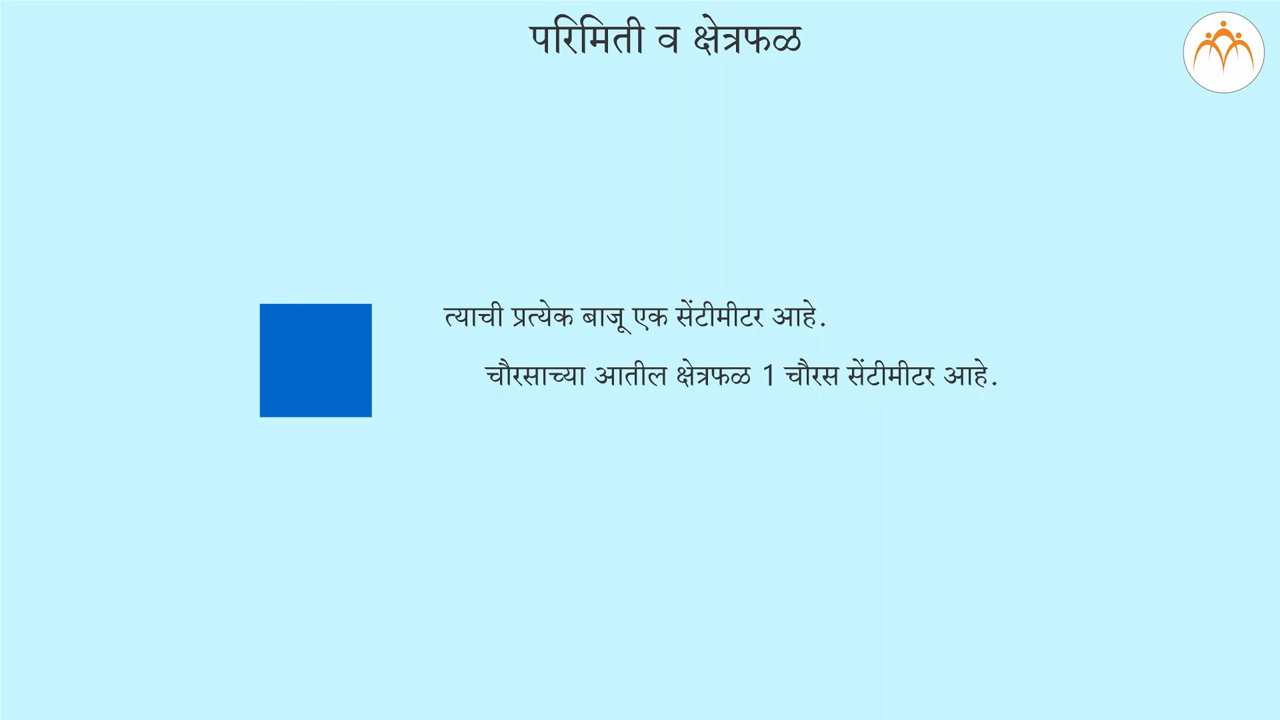 परिमिती व क्षेत्रफळ
त्याची प्रत्येक बाजू एक सेंटीमीटर आहे.
चौरसाच्या आतील क्षेत्रफळ 1 चौरस सेंटीमीटर आहे.